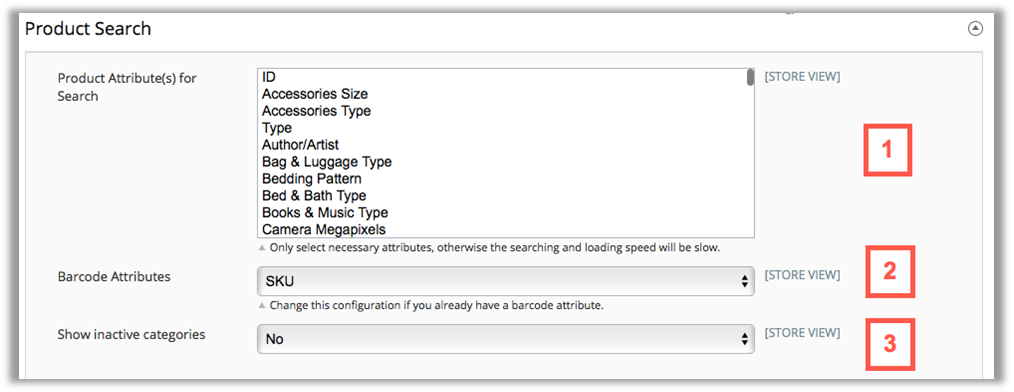 Product Search
Product Attribute(s) for
Search
ID
Accessories Size
Accessories Type
Type
Author/Artist
Bag & Luggage Type
Bedding Pattern
Bed & Bath Type
Books & Music Type
Camera Megapixels
[STORE VIEW]
1
Only select necessary attributes, otherwise the searching and loading speed will be slow.
Barcode Attributes
SKU
[STORE VIEW]
2
Change this configuration if you already have a barcode attribute.
Show inactive categories
No
[STORE VIEW]
3